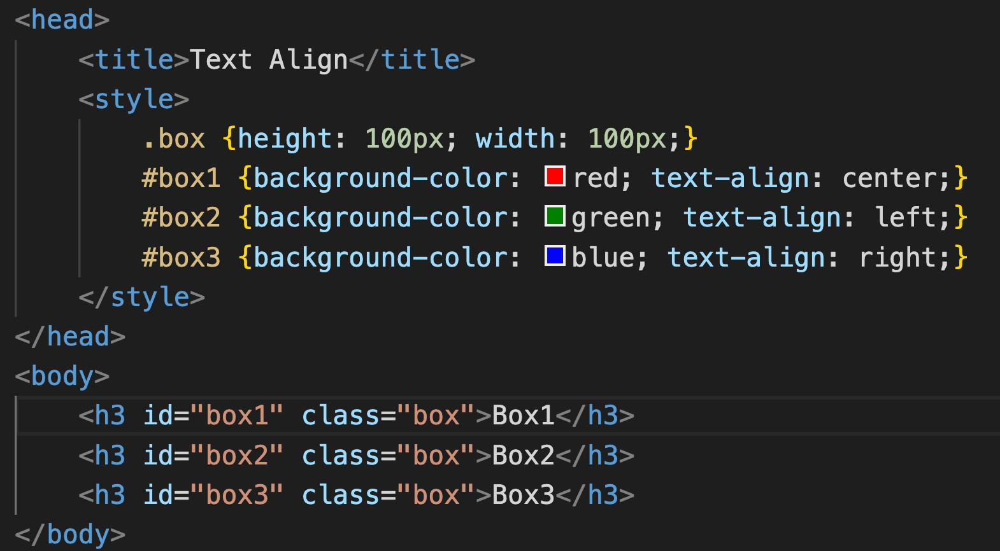 <head>
<title>Text Align</title>
<style>
.box {height: 100px; width: 100px;}
#box1 {background-color: red; text-align: center;}
#box2 {background-color: green; text-align: left;}
#box3 {background-color: blue; text-align: right;}
</style>
</head>
<body>
<h3 id="box1" class="box">Box1</h3>
<h3 id="box2" class="box">Box2</h3>
<h3 id="box3" class="box">Box3</h3>
</body>